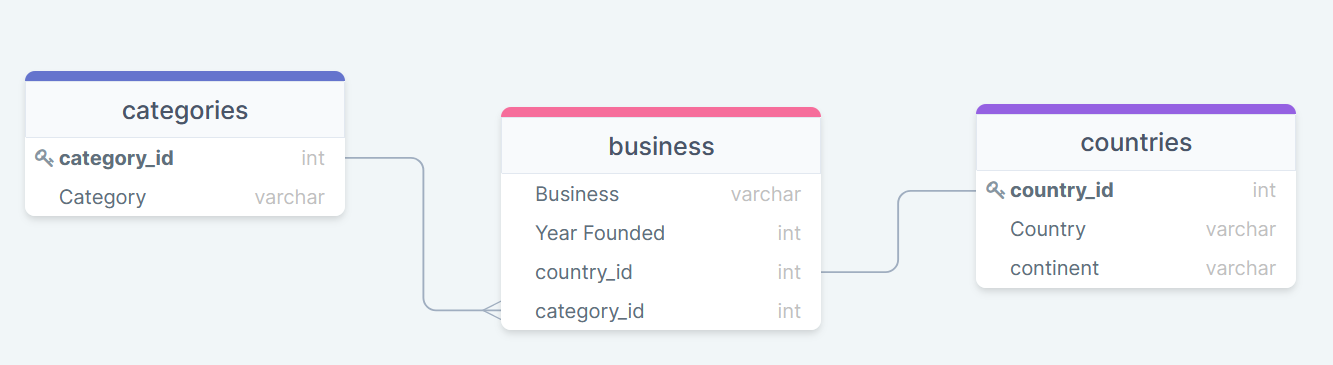 categories
category_id int
Category varchar
business
Business varchar
Year Founded int
country_id int
category_id int
countries
country_id int
Country varchar
continent varchar